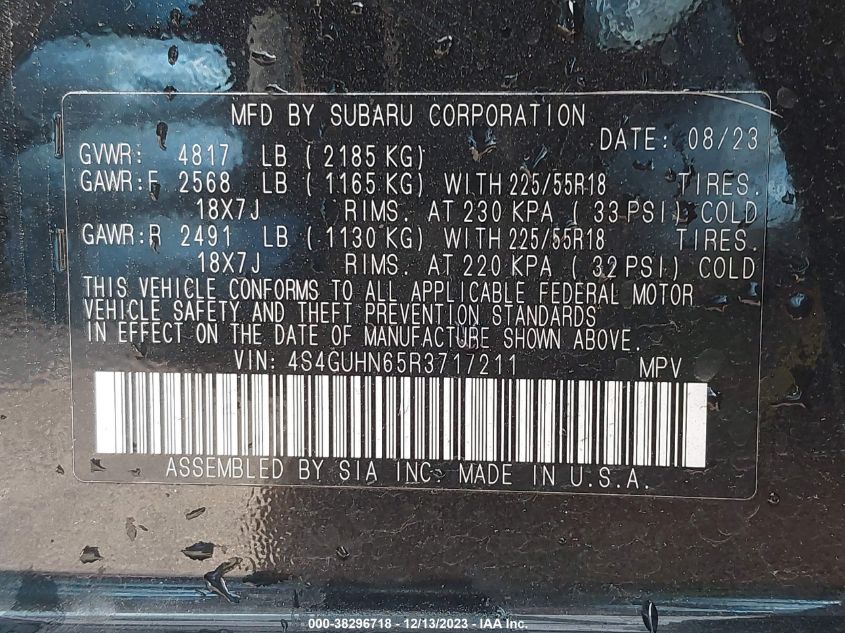 MFD BY SUBARU CORPORATION
DATE: 08/23
GVWR: 4817 LB ( 2185 KG)
GAWR:F 2568 LB ( 1165 KG) WITH 225/55R18 TIRES.
18X7J RIMS. AT 230 KPA ( 33 PSI) COLD
GAWR:R 2491 LB ( 1130 KG) WITH 225/55R18 TIRES.
18X7J RIMS. AT 220 KPA ( 32 PSI) COLD
THIS VEHICLE CONFORMS TO ALL APPLICABLE FEDERAL MOTOR
VEHICLE SAFETY AND THEFT PREVENTION STANDARDS
IN EFFECT ON THE DATE OF MANUFACTURE SHOWN ABOVE.
VIN: 4S4GUHN65R3717211 MPV
ASSEMBLED BY SIA INC. MADE IN U.S.A.
000-38296718 - 12/13/2023 - IAA Inc.